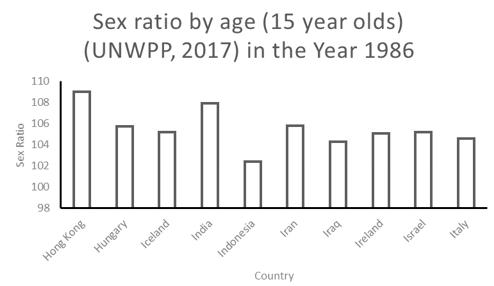 Sex ratio by age (15 year olds)
(UNWPP, 2017) in the Year 1986
110
108
106
104
102
100
98
Sex Ratio
Hong Kong
Hungary
Iceland
India
Indonesia
Iran
Iraq
Ireland
Israel
Italy
Country